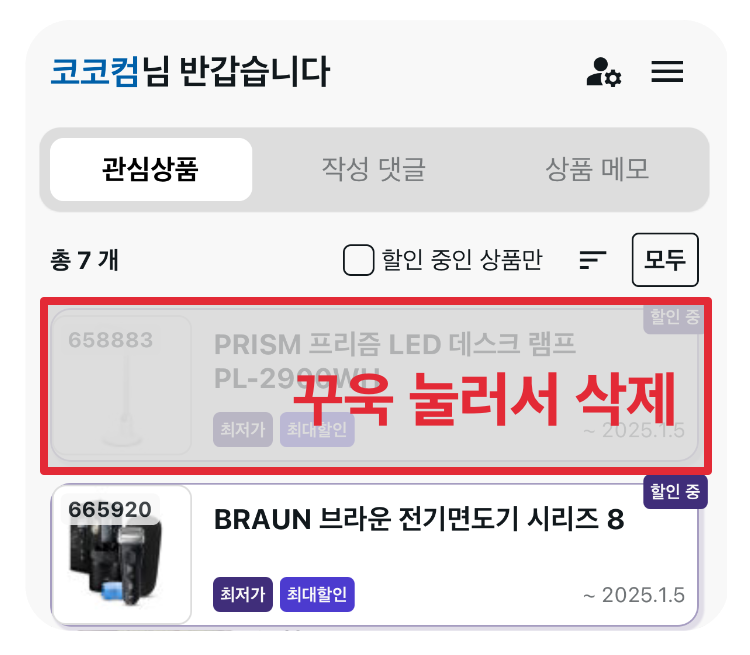 코코컴님 반갑습니다
관심상품 작성 댓글 상품 메모
총 7 개 할인 중인 상품만 모두
할인 중
658883
PRISM 프리즘 LED 데스크 램프
PL-2900WH
꾸욱 눌러서 삭제
최저가 최대할인 ~ 2025.1.5
할인 중
665920
BRAUN 브라운 전기면도기 시리즈 8
최저가 최대할인 ~ 2025.1.5